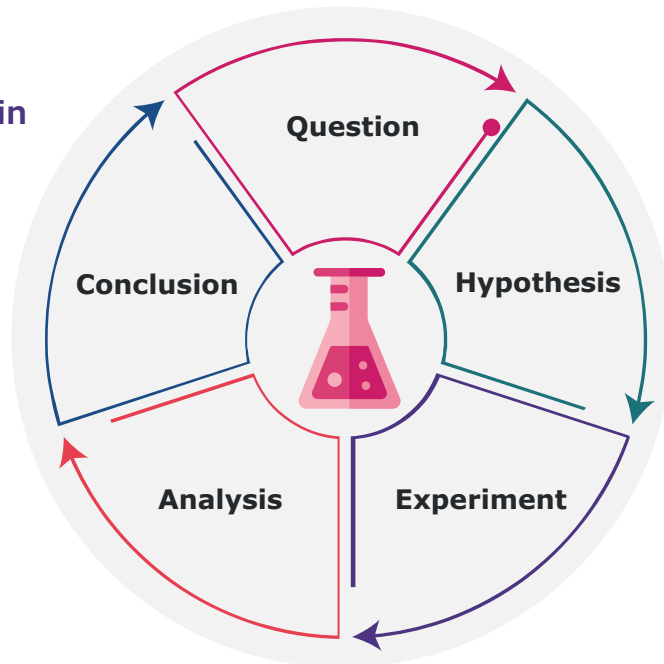 in
Question
Hypothesis
Experiment
Analysis
Conclusion